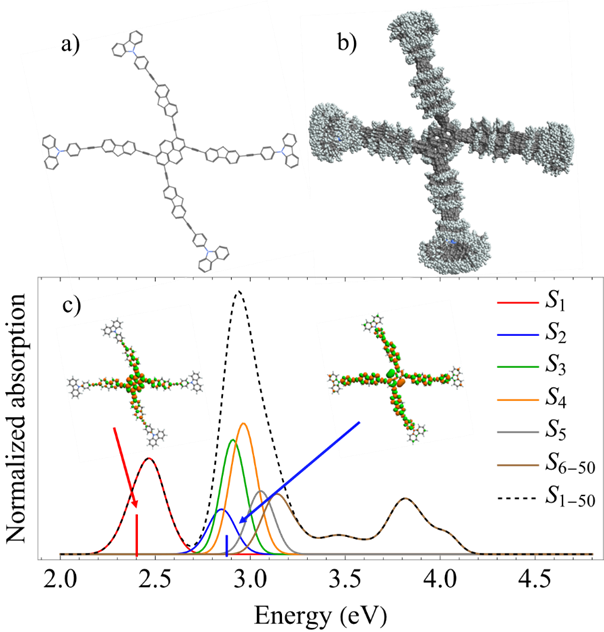 a)
b)
c)
Normalized absorption
S1
S2
S3
S4
S5
S6−50
S1−50
2.0 2.5 3.0 3.5 4.0 4.5
Energy (eV)